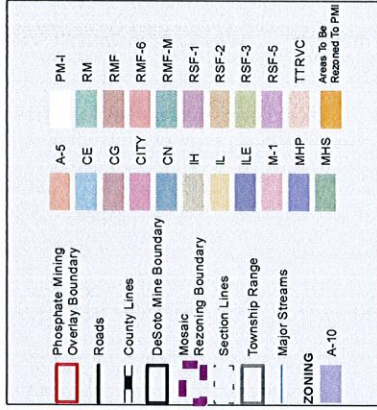 Phosphate Mining
Overlay Boundary
Roads
County Lines
DeSoto Mine Boundary
Mosaic
Rezoning Boundary
Section Lines
Township Range
Major Streams
ZONING
A-10
A-5
CE
CG
CITY
CN
IH
IL
ILE
M-1
MHP
MHS
PM-I
RM
RMF
RMF-6
RMF-M
RSF-1
RSF-2
RSF-3
RSF-5
TTRVC
Areas To Be
Rezoned To PMI